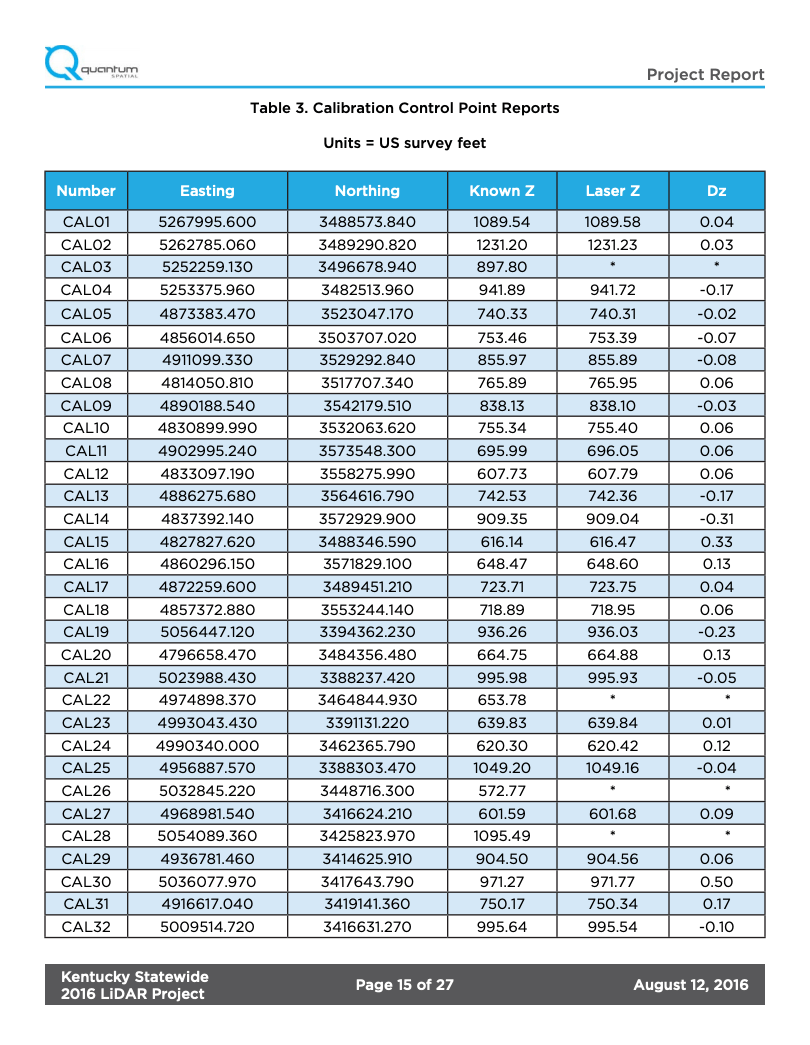 quantum
SPATIAL
Project Report
Table 3. Calibration Control Point Reports
Units = US survey feet
Number Easting Northing Known Z Laser Z Dz
CAL01 5267995.600 3488573.840 1089.54 1089.58 0.04
CAL02 5262785.060 3489290.820 1231.20 1231.23 0.03
CAL03 5252259.130 3496678.940 897.80 * *
CAL04 5253375.960 3482513.960 941.89 941.72 -0.17
CAL05 4873383.470 3523047.170 740.33 740.31 -0.02
CAL06 4856014.650 3503707.020 753.46 753.39 -0.07
CAL07 4911099.330 3529292.840 855.97 855.89 -0.08
CAL08 4814050.810 3517707.340 765.89 765.95 0.06
CAL09 4890188.540 3542179.510 838.13 838.10 -0.03
CAL10 4830899.990 3532063.620 755.34 755.40 0.06
CAL11 4902995.240 3573548.300 695.99 696.05 0.06
CAL12 4833097.190 3558275.990 607.73 607.79 0.06
CAL13 4886275.680 3564616.790 742.53 742.36 -0.17
CAL14 4837392.140 3572929.900 909.35 909.04 -0.31
CAL15 4827827.620 3488346.590 616.14 616.47 0.33
CAL16 4860296.150 3571829.100 648.47 648.60 0.13
CAL17 4872259.600 3489451.210 723.71 723.75 0.04
CAL18 4857372.880 3553244.140 718.89 718.95 0.06
CAL19 5056447.120 3394362.230 936.26 936.03 -0.23
CAL20 4796658.470 3484356.480 664.75 664.88 0.13
CAL21 5023988.430 3388237.420 995.98 995.93 -0.05
CAL22 4974898.370 3464844.930 653.78 * *
CAL23 4993043.430 3391131.220 639.83 639.84 0.01
CAL24 4990340.000 3462365.790 620.30 620.42 0.12
CAL25 4956887.570 3388303.470 1049.20 1049.16 -0.04
CAL26 5032845.220 3448716.300 572.77 * *
CAL27 4968981.540 3416624.210 601.59 601.68 0.09
CAL28 5054089.360 3425823.970 1095.49 * *
CAL29 4936781.460 3414625.910 904.50 904.56 0.06
CAL30 5036077.970 3417643.790 971.27 971.77 0.50
CAL31 4916617.040 3419141.360 750.17 750.34 0.17
CAL32 5009514.720 3416631.270 995.64 995.54 -0.10
Kentucky Statewide
2016 LiDAR Project
Page 15 of 27
August 12, 2016